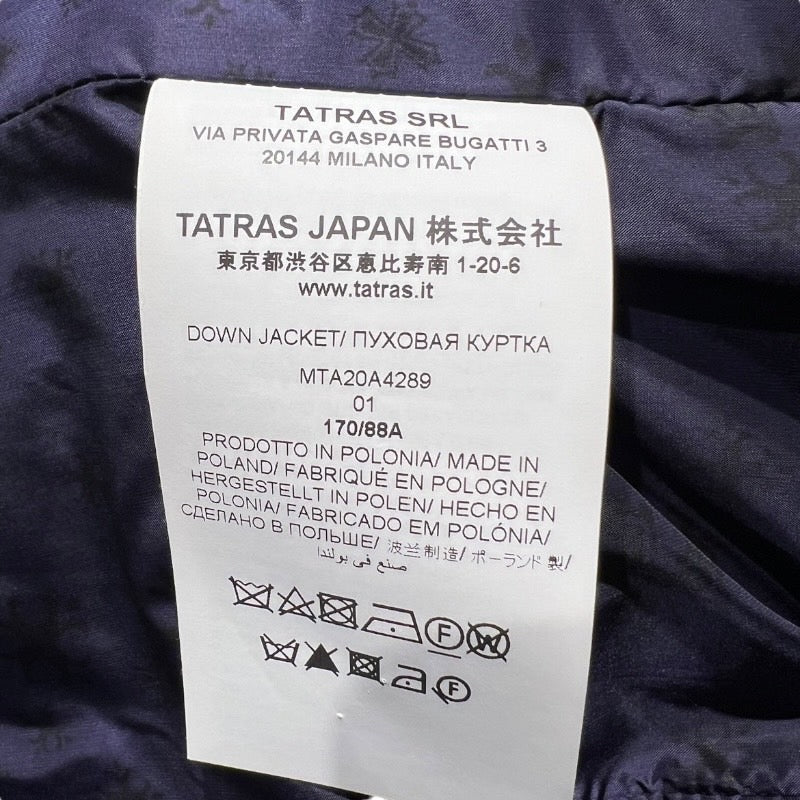 TATRAS SRL
VIA PRIVATA GASPARE BUGATTI 3
20144 MILANO ITALY
TATRAS JAPAN 株式会社
東京都渋谷区恵比寿南 1-20-6
www.tatras.it
DOWN JACKET/ ПУХОВАЯ КУРТКА
MTA20A4289
01
170/88A
PRODOTTO IN POLONIA/ MADE IN
POLAND/ FABRIQUÉ EN POLOGNE/
HERGESTELLT IN POLEN/ HECHO EN
POLONIA/ FABRICADO EM POLÓNIA/
СДЕЛАНО В ПОЛЬШЕ/ 波兰制造/ ポーランド 製/
صنع في بولندا
F W
F